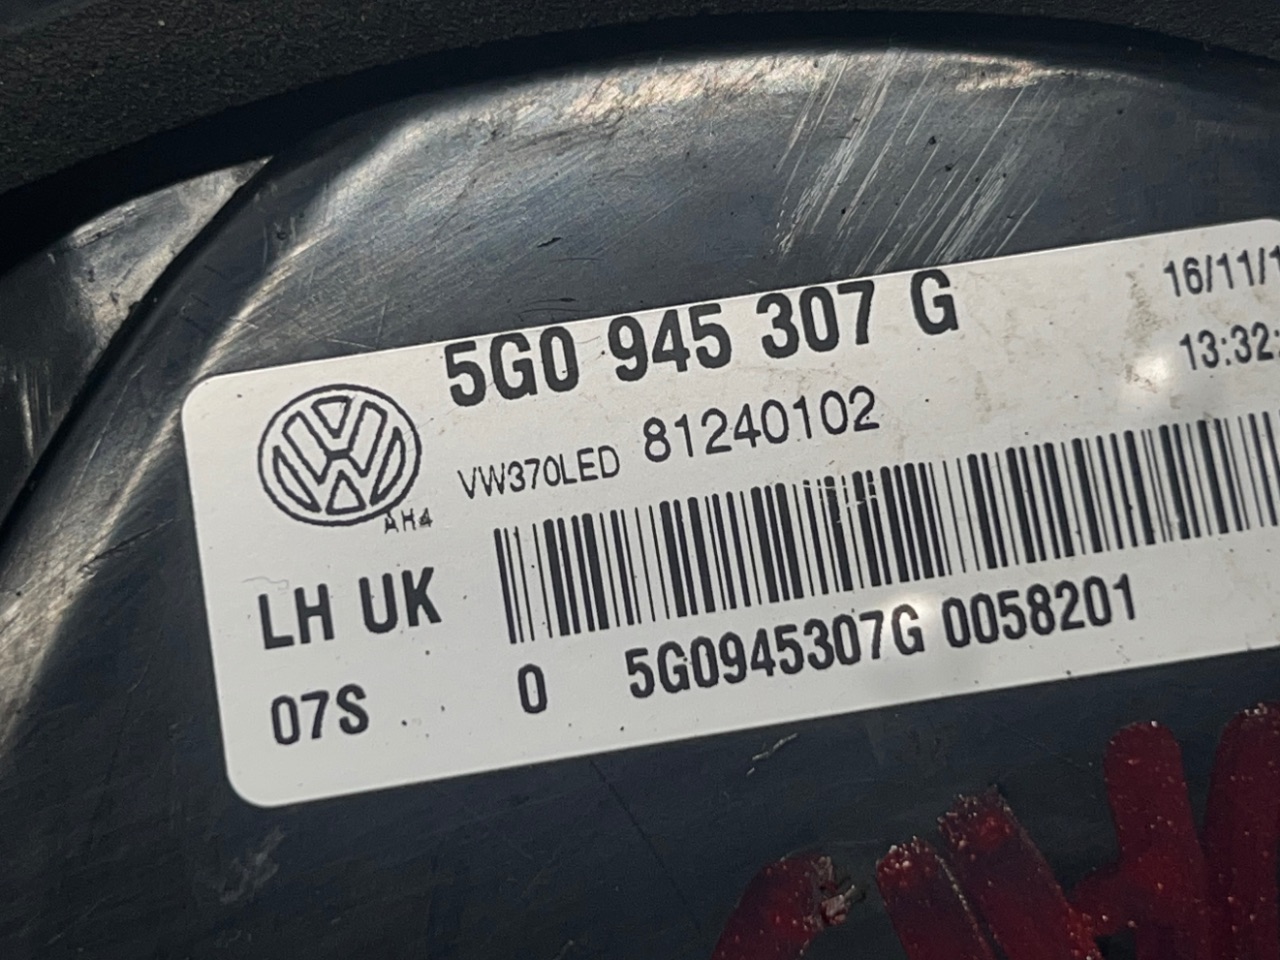 5G0 945 307 G
16/11/1
13:32:
VW370LED 81240102
AH4
LH UK
07S
0 5G0945307G 0058201